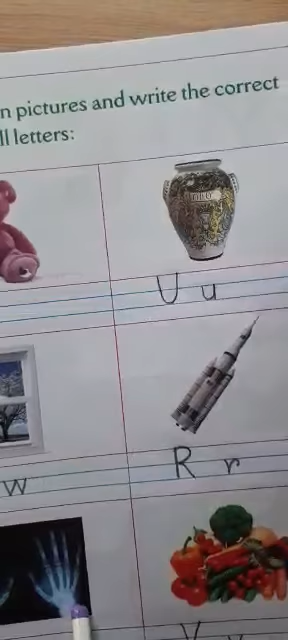 n pictures and write the correct
ll letters:
U u
R r
w
V v